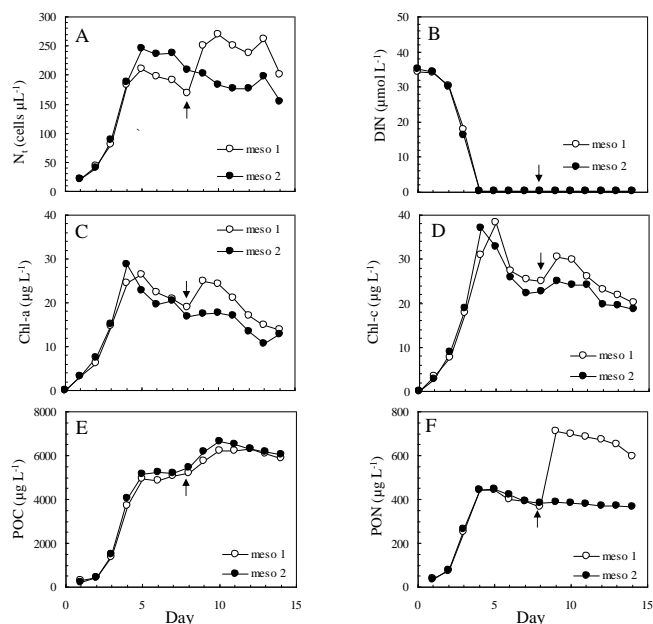 A
N_t (cells µL⁻¹)
300
250
200
150
100
50
0
meso 1
meso 2
B
DIN (µmol L⁻¹)
50
40
30
20
10
0
meso 1
meso 2
C
Chl-a (µg L⁻¹)
40
30
20
10
0
meso 1
meso 2
D
Chl-c (µg L⁻¹)
40
30
20
10
0
meso 1
meso 2
E
POC (µg L⁻¹)
8000
6000
4000
2000
0
meso 1
meso 2
0 5 10 15
Day
F
PON (µg L⁻¹)
800
600
400
200
0
meso 1
meso 2
0 5 10 15
Day